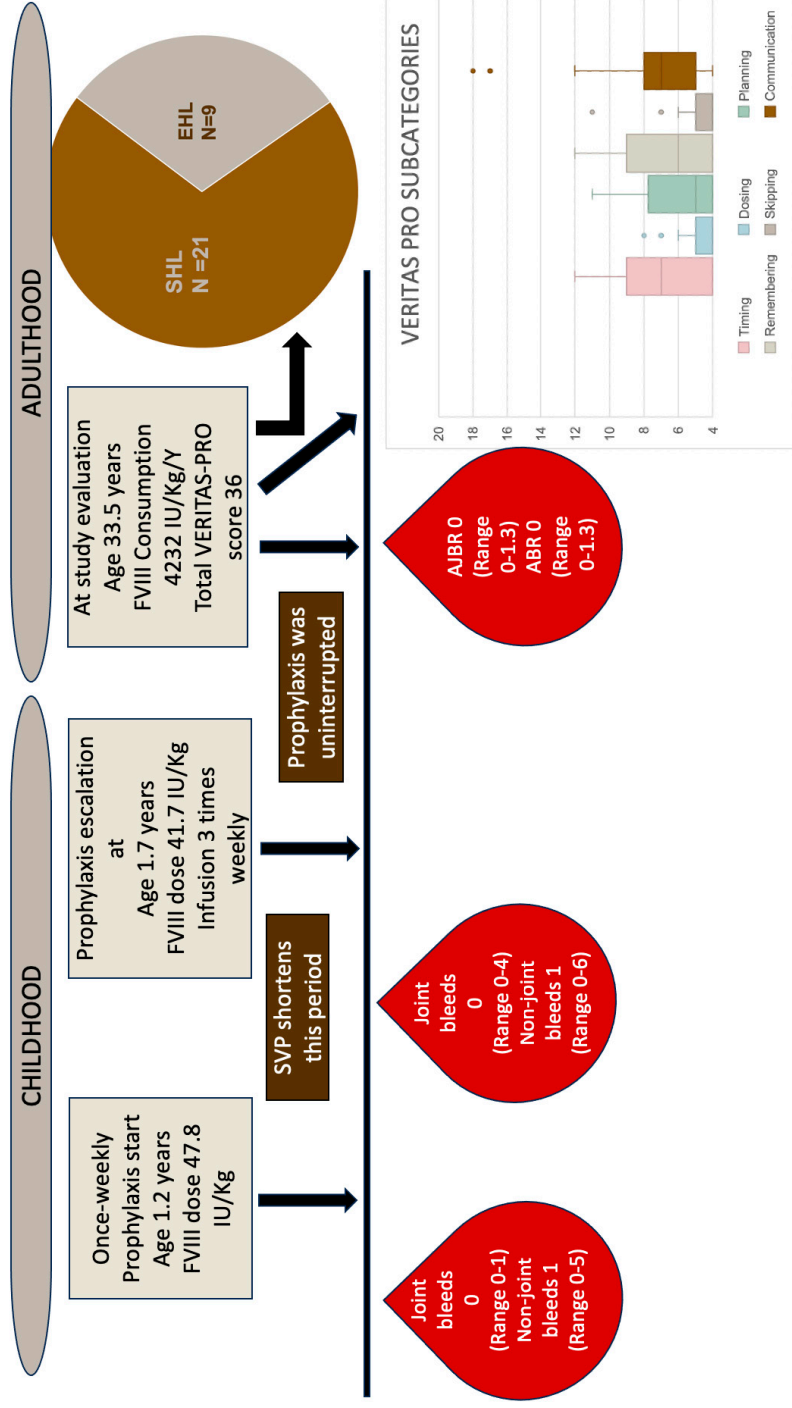 CHILDHOOD
ADULTHOOD
Once-weekly
Prophylaxis start
Age 1.2 years
FVIII dose 47.8
IU/Kg
Prophylaxis escalation
at
Age 1.7 years
FVIII dose 41.7 IU/Kg
Infusion 3 times
weekly
At study evaluation
Age 33.5 years
FVIII Consumption
4232 IU/Kg/Y
Total VERITAS-PRO
score 36
SHL
N =21
EHL
N=9
SVP shortens
this period
Prophylaxis was
uninterrupted
Joint
bleeds
0
(Range 0-1)
Non-joint
bleeds 1
(Range 0-5)
Joint
bleeds
0
(Range 0-4)
Non-joint
bleeds 1
(Range 0-6)
AJBR 0
(Range
0-1.3)
ABR 0
(Range
0-1.3)
VERITAS PRO SUBCATEGORIES
20
18
16
14
12
10
8
6
4
Timing
Dosing
Planning
Remembering
Skipping
Communication